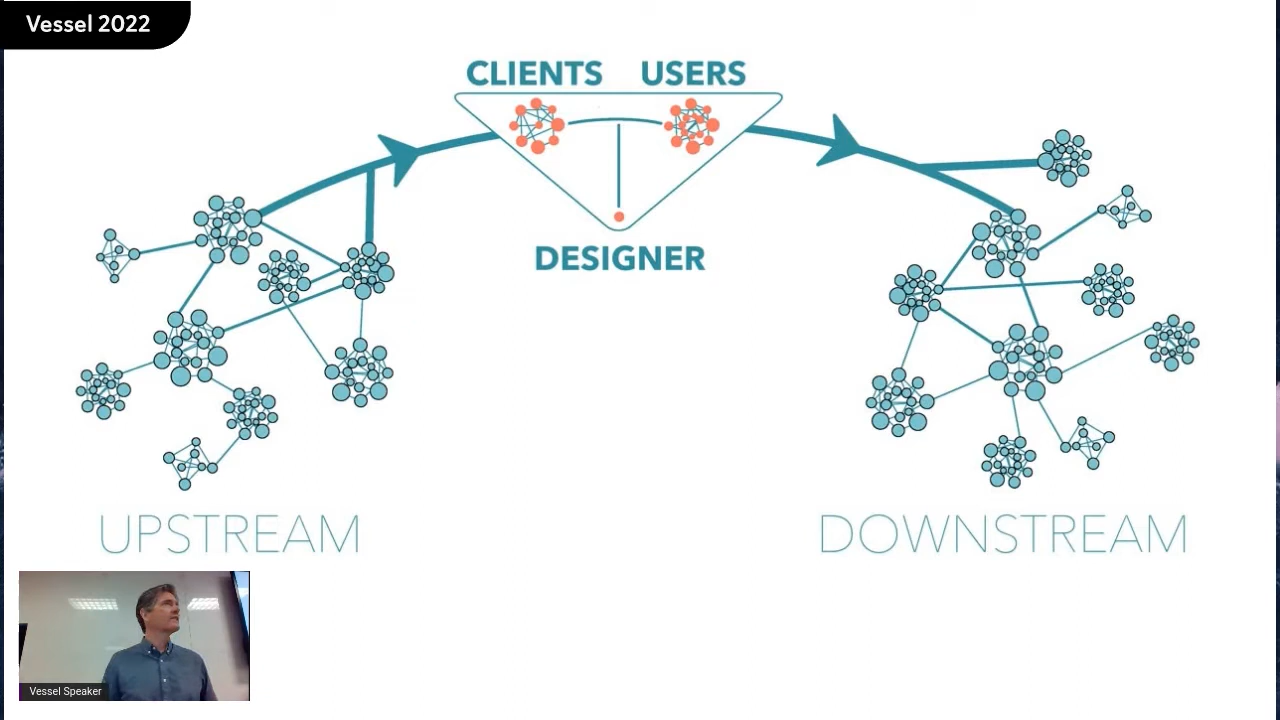 Vessel 2022
CLIENTS USERS
DESIGNER
UPSTREAM
DOWNSTREAM
Vessel Speaker